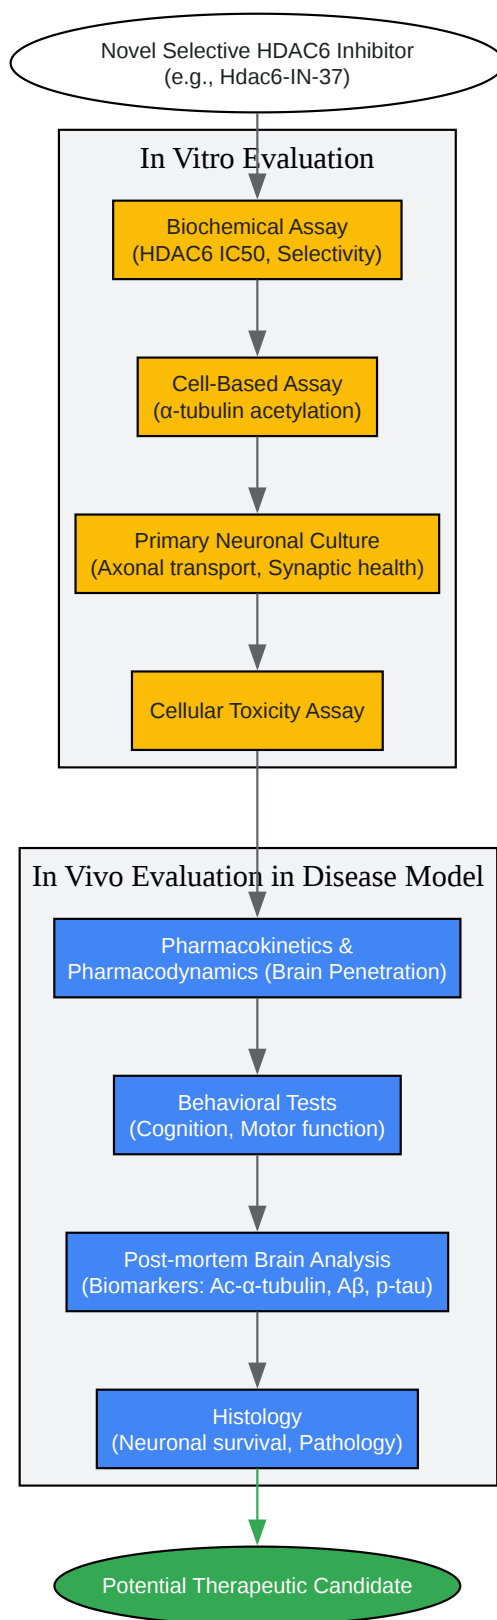 Novel Selective HDAC6 Inhibitor
(e.g., Hdac6-IN-37)
In Vitro Evaluation
Biochemical Assay
(HDAC6 IC50, Selectivity)
Cell-Based Assay
(α-tubulin acetylation)
Primary Neuronal Culture
(Axonal transport, Synaptic health)
Cellular Toxicity Assay
In Vivo Evaluation in Disease Model
Pharmacokinetics &
Pharmacodynamics (Brain Penetration)
Behavioral Tests
(Cognition, Motor function)
Post-mortem Brain Analysis
(Biomarkers: Ac-α-tubulin, Aβ, p-tau)
Histology
(Neuronal survival, Pathology)
Potential Therapeutic Candidate